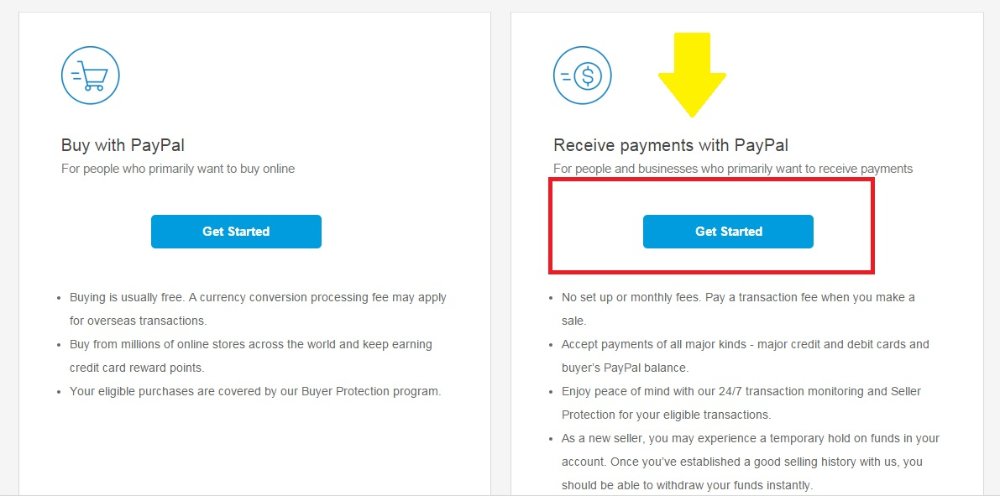 Buy with PayPal
For people who primarily want to buy online
Get Started
• Buying is usually free. A currency conversion processing fee may apply
for overseas transactions.
• Buy from millions of online stores across the world and keep earning
credit card reward points.
• Your eligible purchases are covered by our Buyer Protection program.
$
Receive payments with PayPal
For people and businesses who primarily want to receive payments
Get Started
• No set up or monthly fees. Pay a transaction fee when you make a
sale.
• Accept payments of all major kinds - major credit and debit cards and
buyer’s PayPal balance.
• Enjoy peace of mind with our 24/7 transaction monitoring and Seller
Protection for your eligible transactions.
• As a new seller, you may experience a temporary hold on funds in your
account. Once you’ve established a good selling history with us, you
should be able to withdraw your funds instantly.